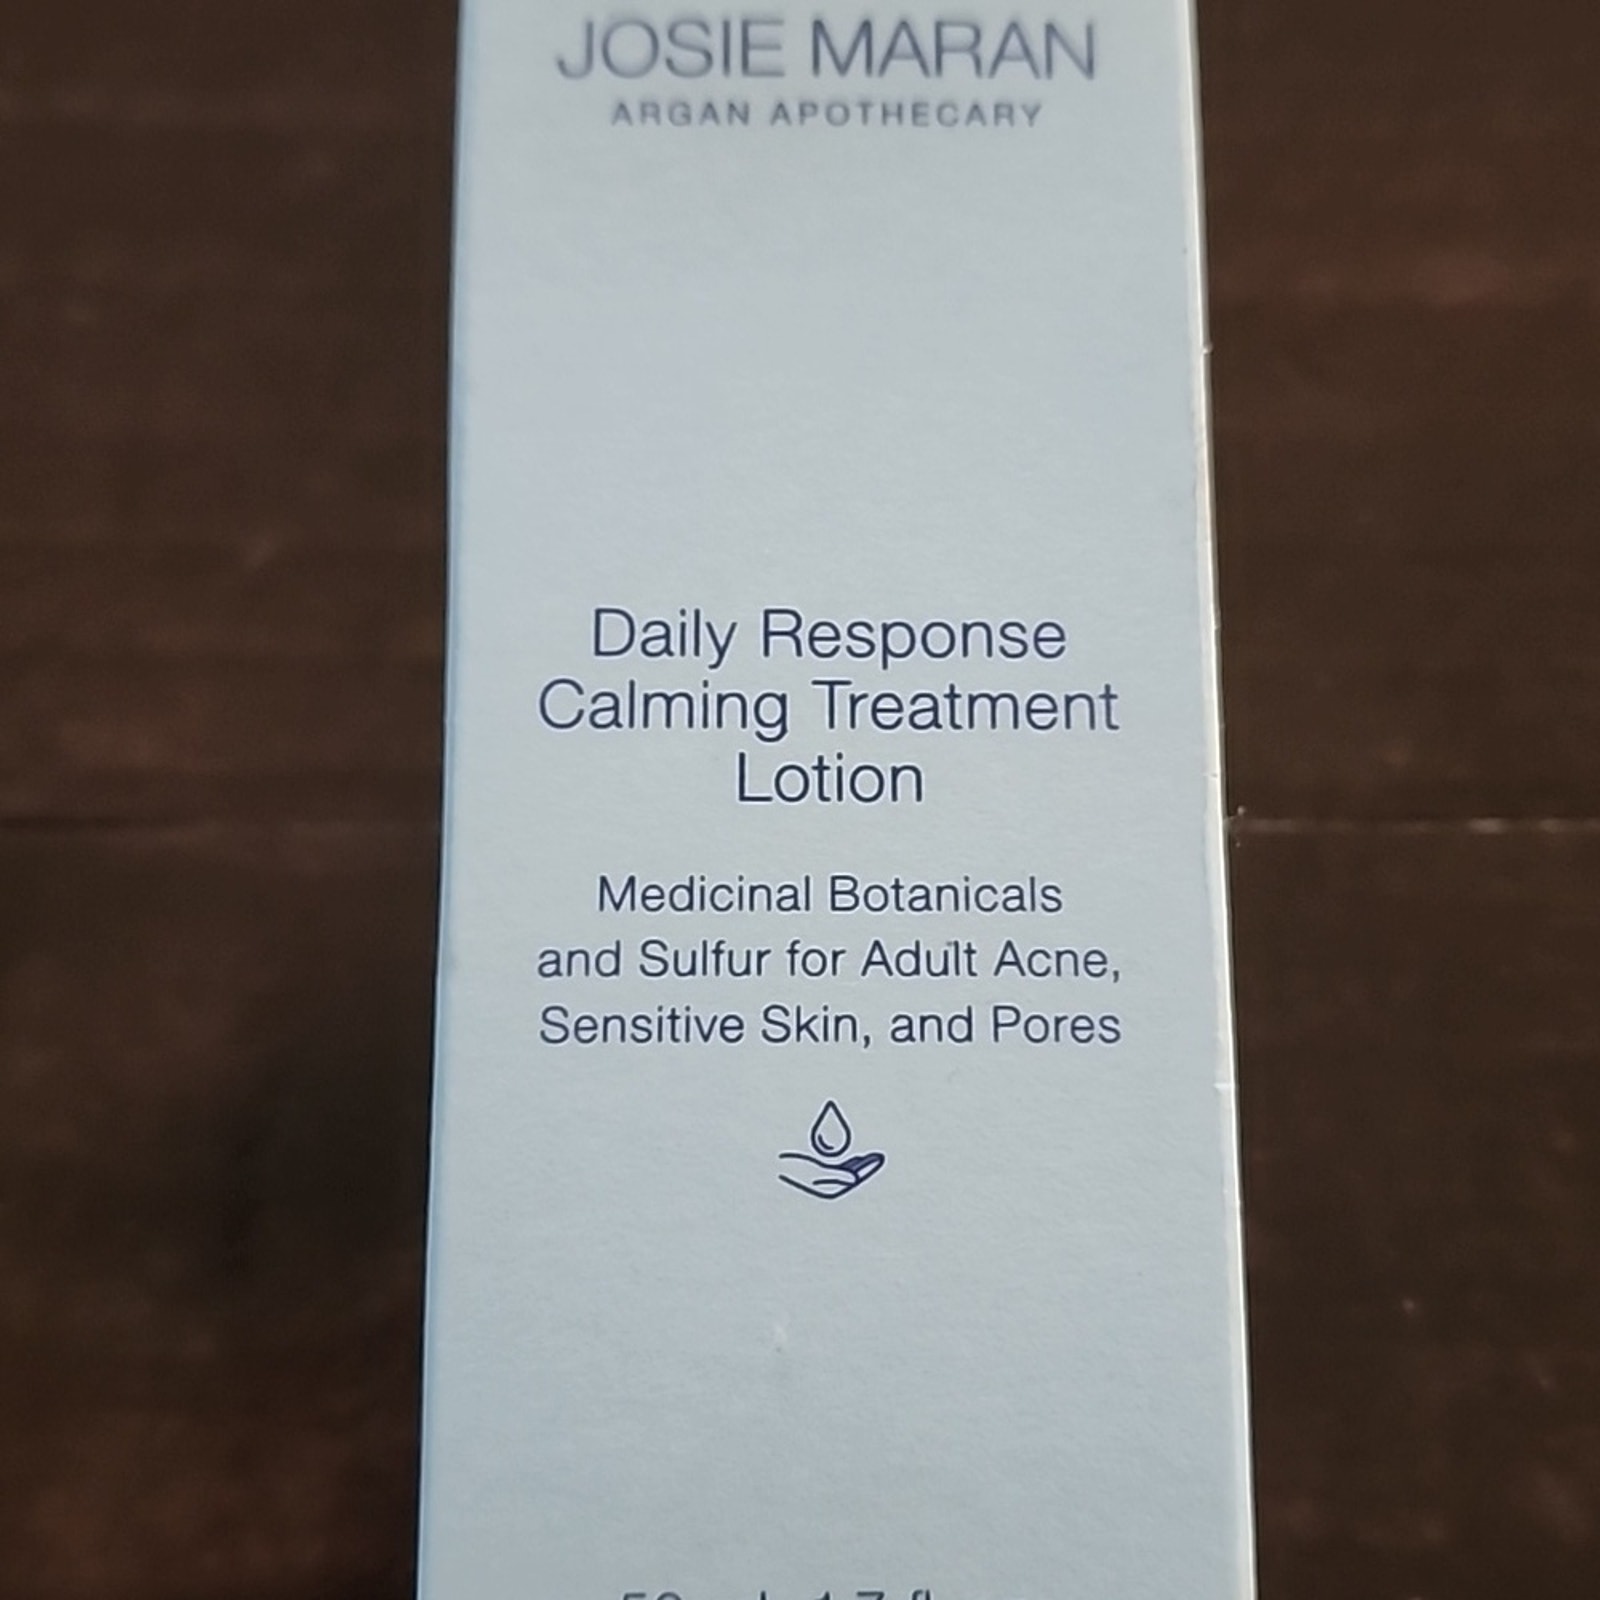 JOSIE MARAN
ARGAN APOTHECARY
Daily Response
Calming Treatment
Lotion
Medicinal Botanicals
and Sulfur for Adult Acne,
Sensitive Skin, and Pores